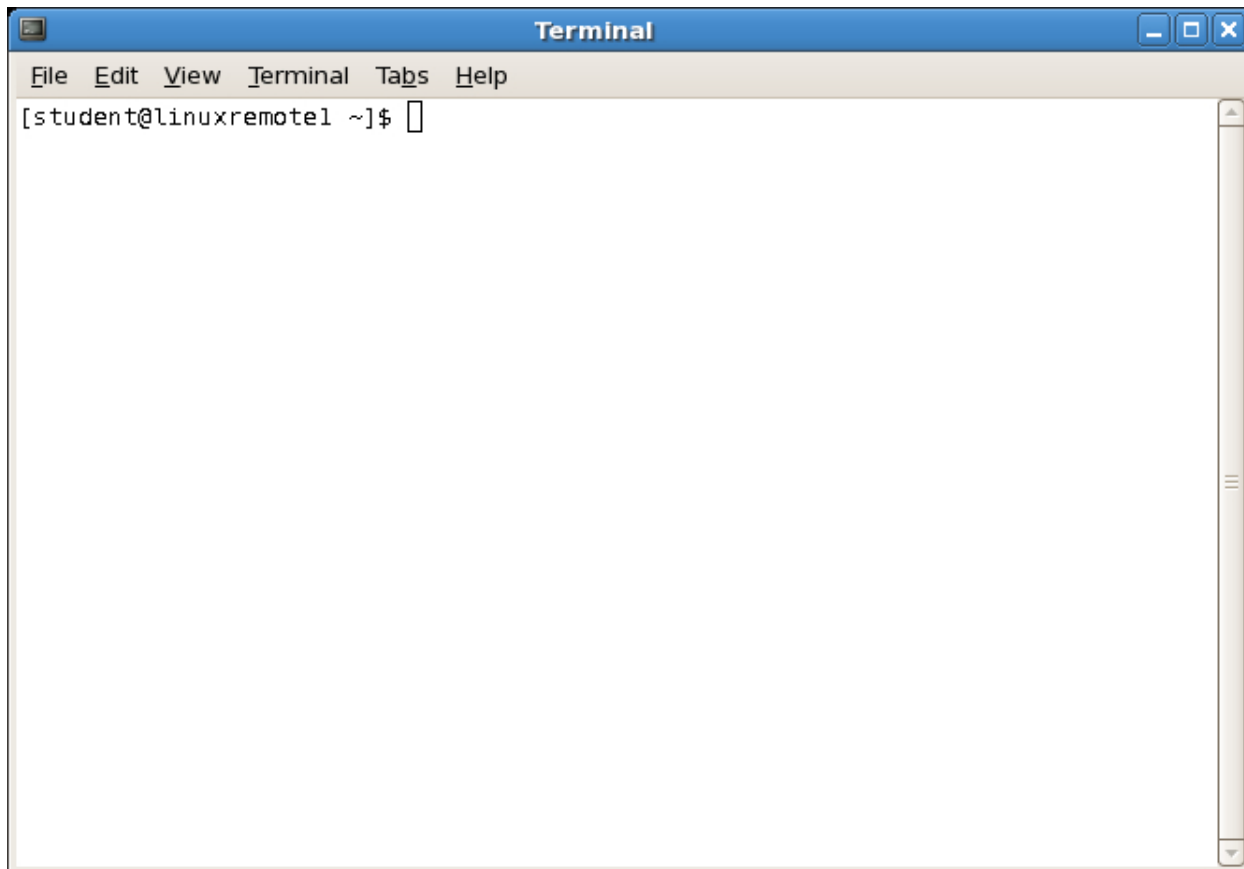 Terminal
File Edit View Terminal Tabs Help
[student@linuxremote1 ~]$